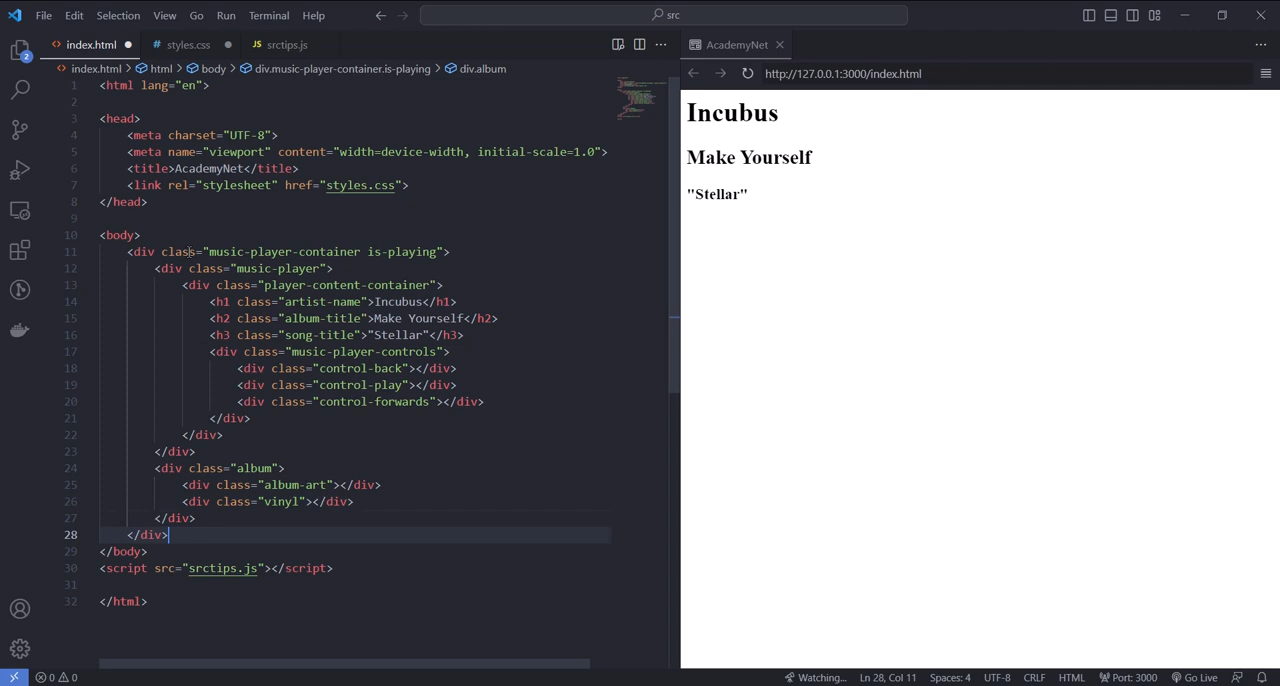 File Edit Selection View Go Run Terminal Help
src
index.html
styles.css
JS srctips.js
AcademyNet
index.html > html > body > div.music-player-container.is-playing > div.album
http://127.0.0.1:3000/index.html
2
1 <html lang="en">
2
3 <head>
4 <meta charset="UTF-8">
5 <meta name="viewport" content="width=device-width, initial-scale=1.0">
6 <title>AcademyNet</title>
7 <link rel="stylesheet" href="styles.css">
8 </head>
9
10 <body>
11 <div class="music-player-container is-playing">
12 <div class="music-player">
13 <div class="player-content-container">
14 <h1 class="artist-name">Incubus</h1>
15 <h2 class="album-title">Make Yourself</h2>
16 <h3 class="song-title">"Stellar"</h3>
17 <div class="music-player-controls">
18 <div class="control-back"></div>
19 <div class="control-play"></div>
20 <div class="control-forwards"></div>
21 </div>
22 </div>
23 </div>
24 <div class="album">
25 <div class="album-art"></div>
26 <div class="vinyl"></div>
27 </div>
28 </div>
29 </body>
30 <script src="srctips.js"></script>
31
32 </html>
Incubus
Make Yourself
"Stellar"
0 0
Watching... Ln 28, Col 11 Spaces: 4 UTF-8 CRLF HTML Port: 3000 Go Live